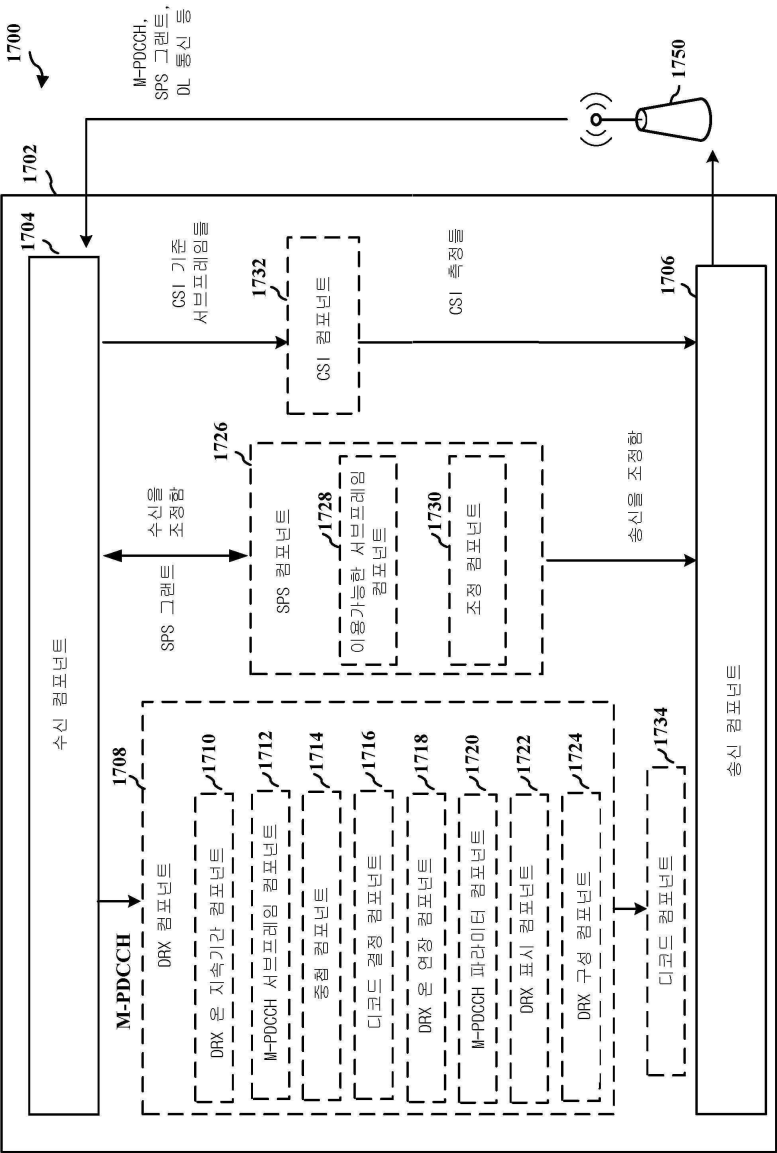 1700
M-PDCCH,
SPS 그랜트,
DL 통신 등
1702
1704
수신 컴포넌트
M-PDCCH
SPS 그랜트
수신을
조정함
CSI 기준
서브프레임들
1708
DRX 컴포넌트
DRX 온 지속기간 컴포넌트
1710
M-PDCCH 서브프레임 컴포넌트
1712
중첩 컴포넌트
1714
디코드 결정 컴포넌트
1716
DRX 온 연장 컴포넌트
1718
M-PDCCH 파라미터 컴포넌트
1720
DRX 표시 컴포넌트
1722
DRX 구성 컴포넌트
1724
1726
SPS 컴포넌트
1728
이용가능한 서브프레임
컴포넌트
1730
조정 컴포넌트
1732
CSI 컴포넌트
CSI 측정들
송신을 조정함
디코드 컴포넌트
1734
1706
송신 컴포넌트
1750